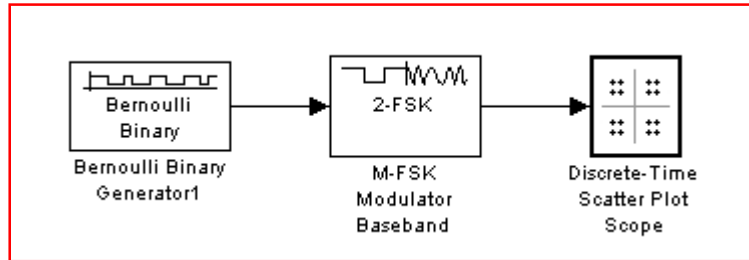 Bernoulli
Binary
Bernoulli Binary
Generator1
2-FSK
M-FSK
Modulator
Baseband
Discrete-Time
Scatter Plot
Scope